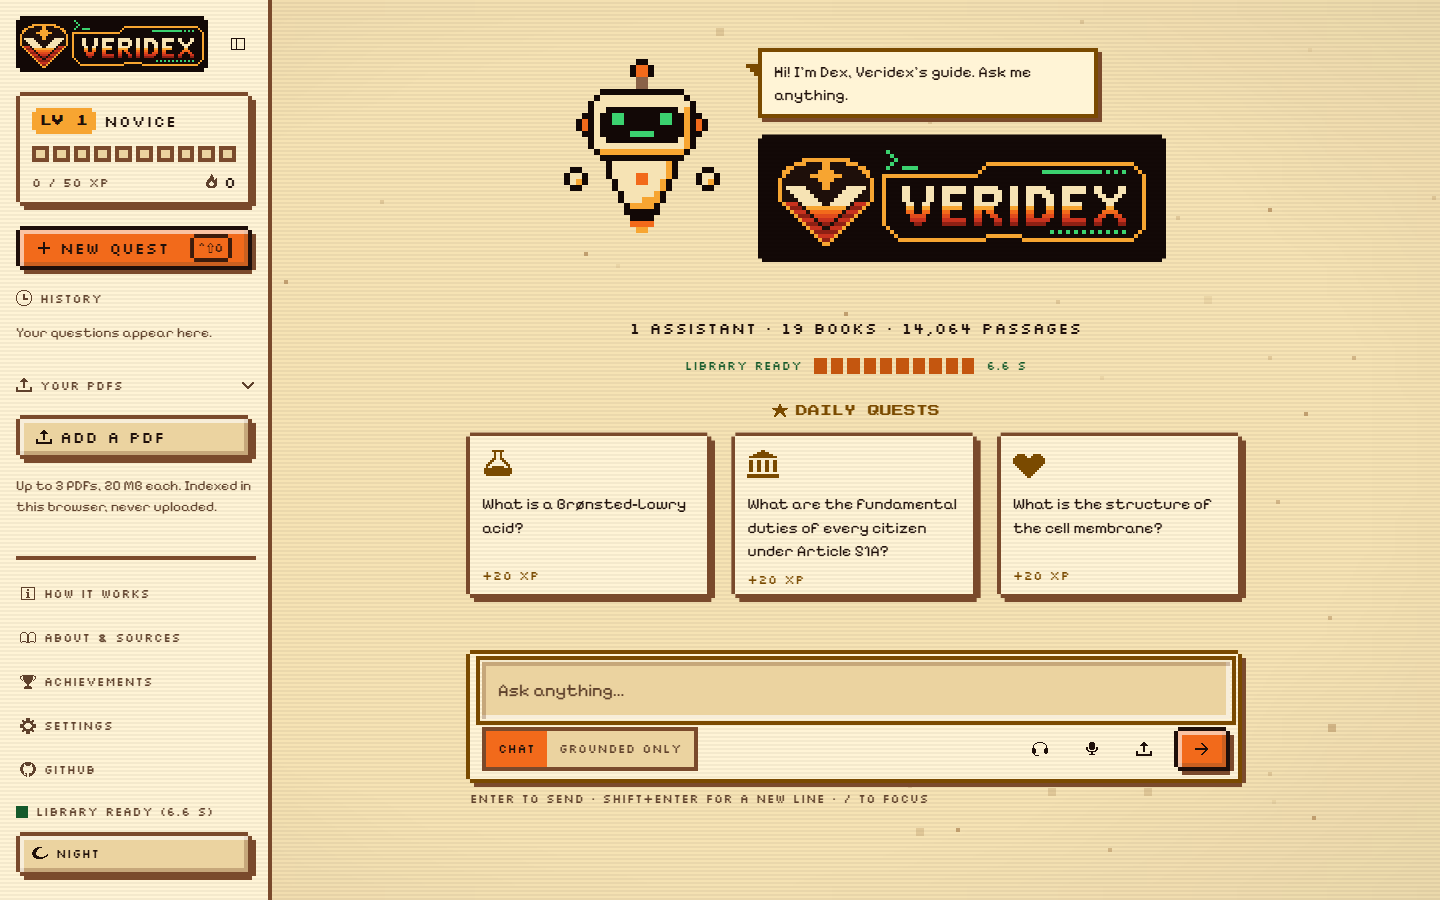 VERIDEX
LV 1 NOVICE
0 / 50 XP 0
+ NEW QUEST ^⇧O
HISTORY
Your questions appear here.
YOUR PDFS
ADD A PDF
Up to 3 PDFs, 20 MB each. Indexed in
this browser, never uploaded.
HOW IT WORKS
ABOUT & SOURCES
ACHIEVEMENTS
SETTINGS
GITHUB
LIBRARY READY (6.6 S)
NIGHT
Hi! I'm Dex, Veridex's guide. Ask me
anything.
VERIDEX
1 ASSISTANT · 19 BOOKS · 14,064 PASSAGES
LIBRARY READY 6.6 S
DAILY QUESTS
What is a Brønsted-Lowry
acid?
+20 XP
What are the Fundamental
duties of every citizen
under Article 51A?
+20 XP
What is the structure of
the cell membrane?
+20 XP
Ask anything...
CHAT GROUNDED ONLY
ENTER TO SEND · SHIFT+ENTER FOR A NEW LINE · / TO FOCUS